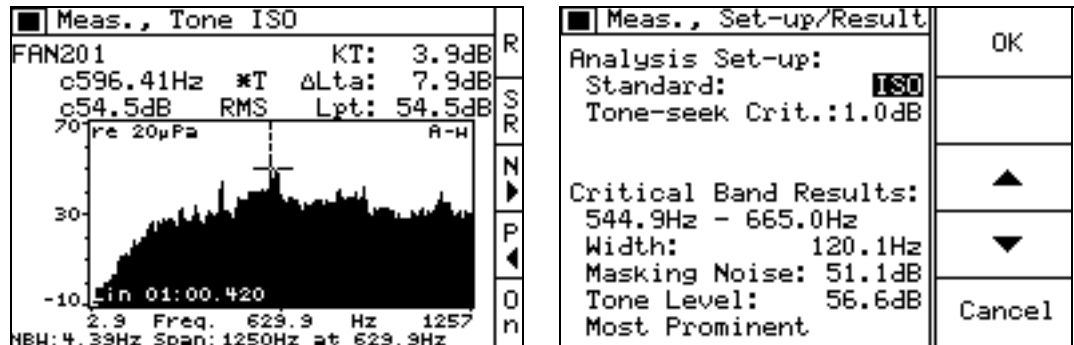 Meas., Tone ISO
FAN201 KT: 3.9dB
c596.41Hz *T ΔLta: 7.9dB
c54.5dB RMS Lpt: 54.5dB
70 re 20µPa A-W
30
-10 Lin 01:00.420
2.9 Freq. 629.9 Hz 1257
NBW:4.39Hz Span:1250Hz at 629.9Hz
R
S
R
N
P
O
n
Meas., Set-up/Result
Analysis Set-up:
Standard: ISO
Tone-seek Crit.:1.0dB
Critical Band Results:
544.9Hz - 665.0Hz
Width: 120.1Hz
Masking Noise: 51.1dB
Tone Level: 56.6dB
Most Prominent
OK
Cancel